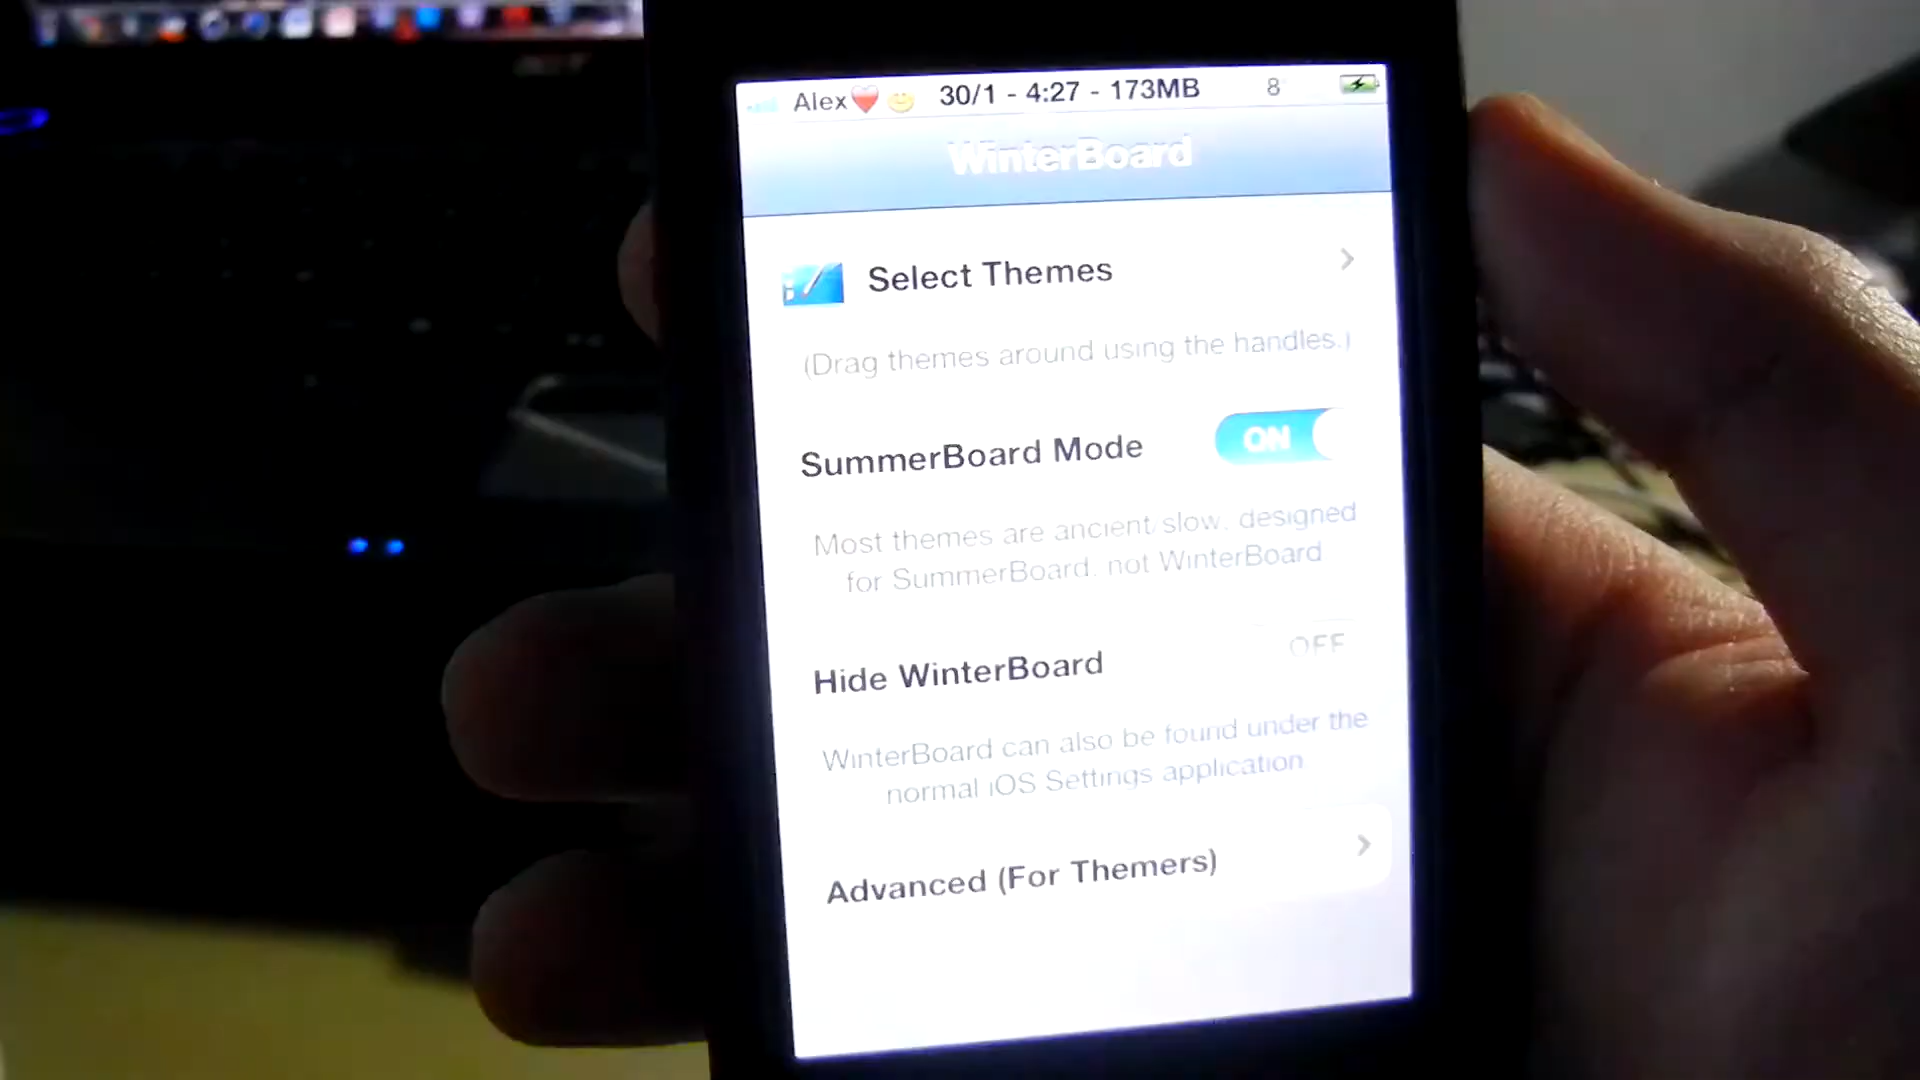 Alex❤️😊 30/1 - 4:27 - 173MB 8
WinterBoard
Select Themes
(Drag themes around using the handles.)
SummerBoard Mode ON
Most themes are ancient/slow, designed
for SummerBoard, not WinterBoard
Hide WinterBoard OFF
WinterBoard can also be found under the
normal iOS Settings application
Advanced (For Themers)